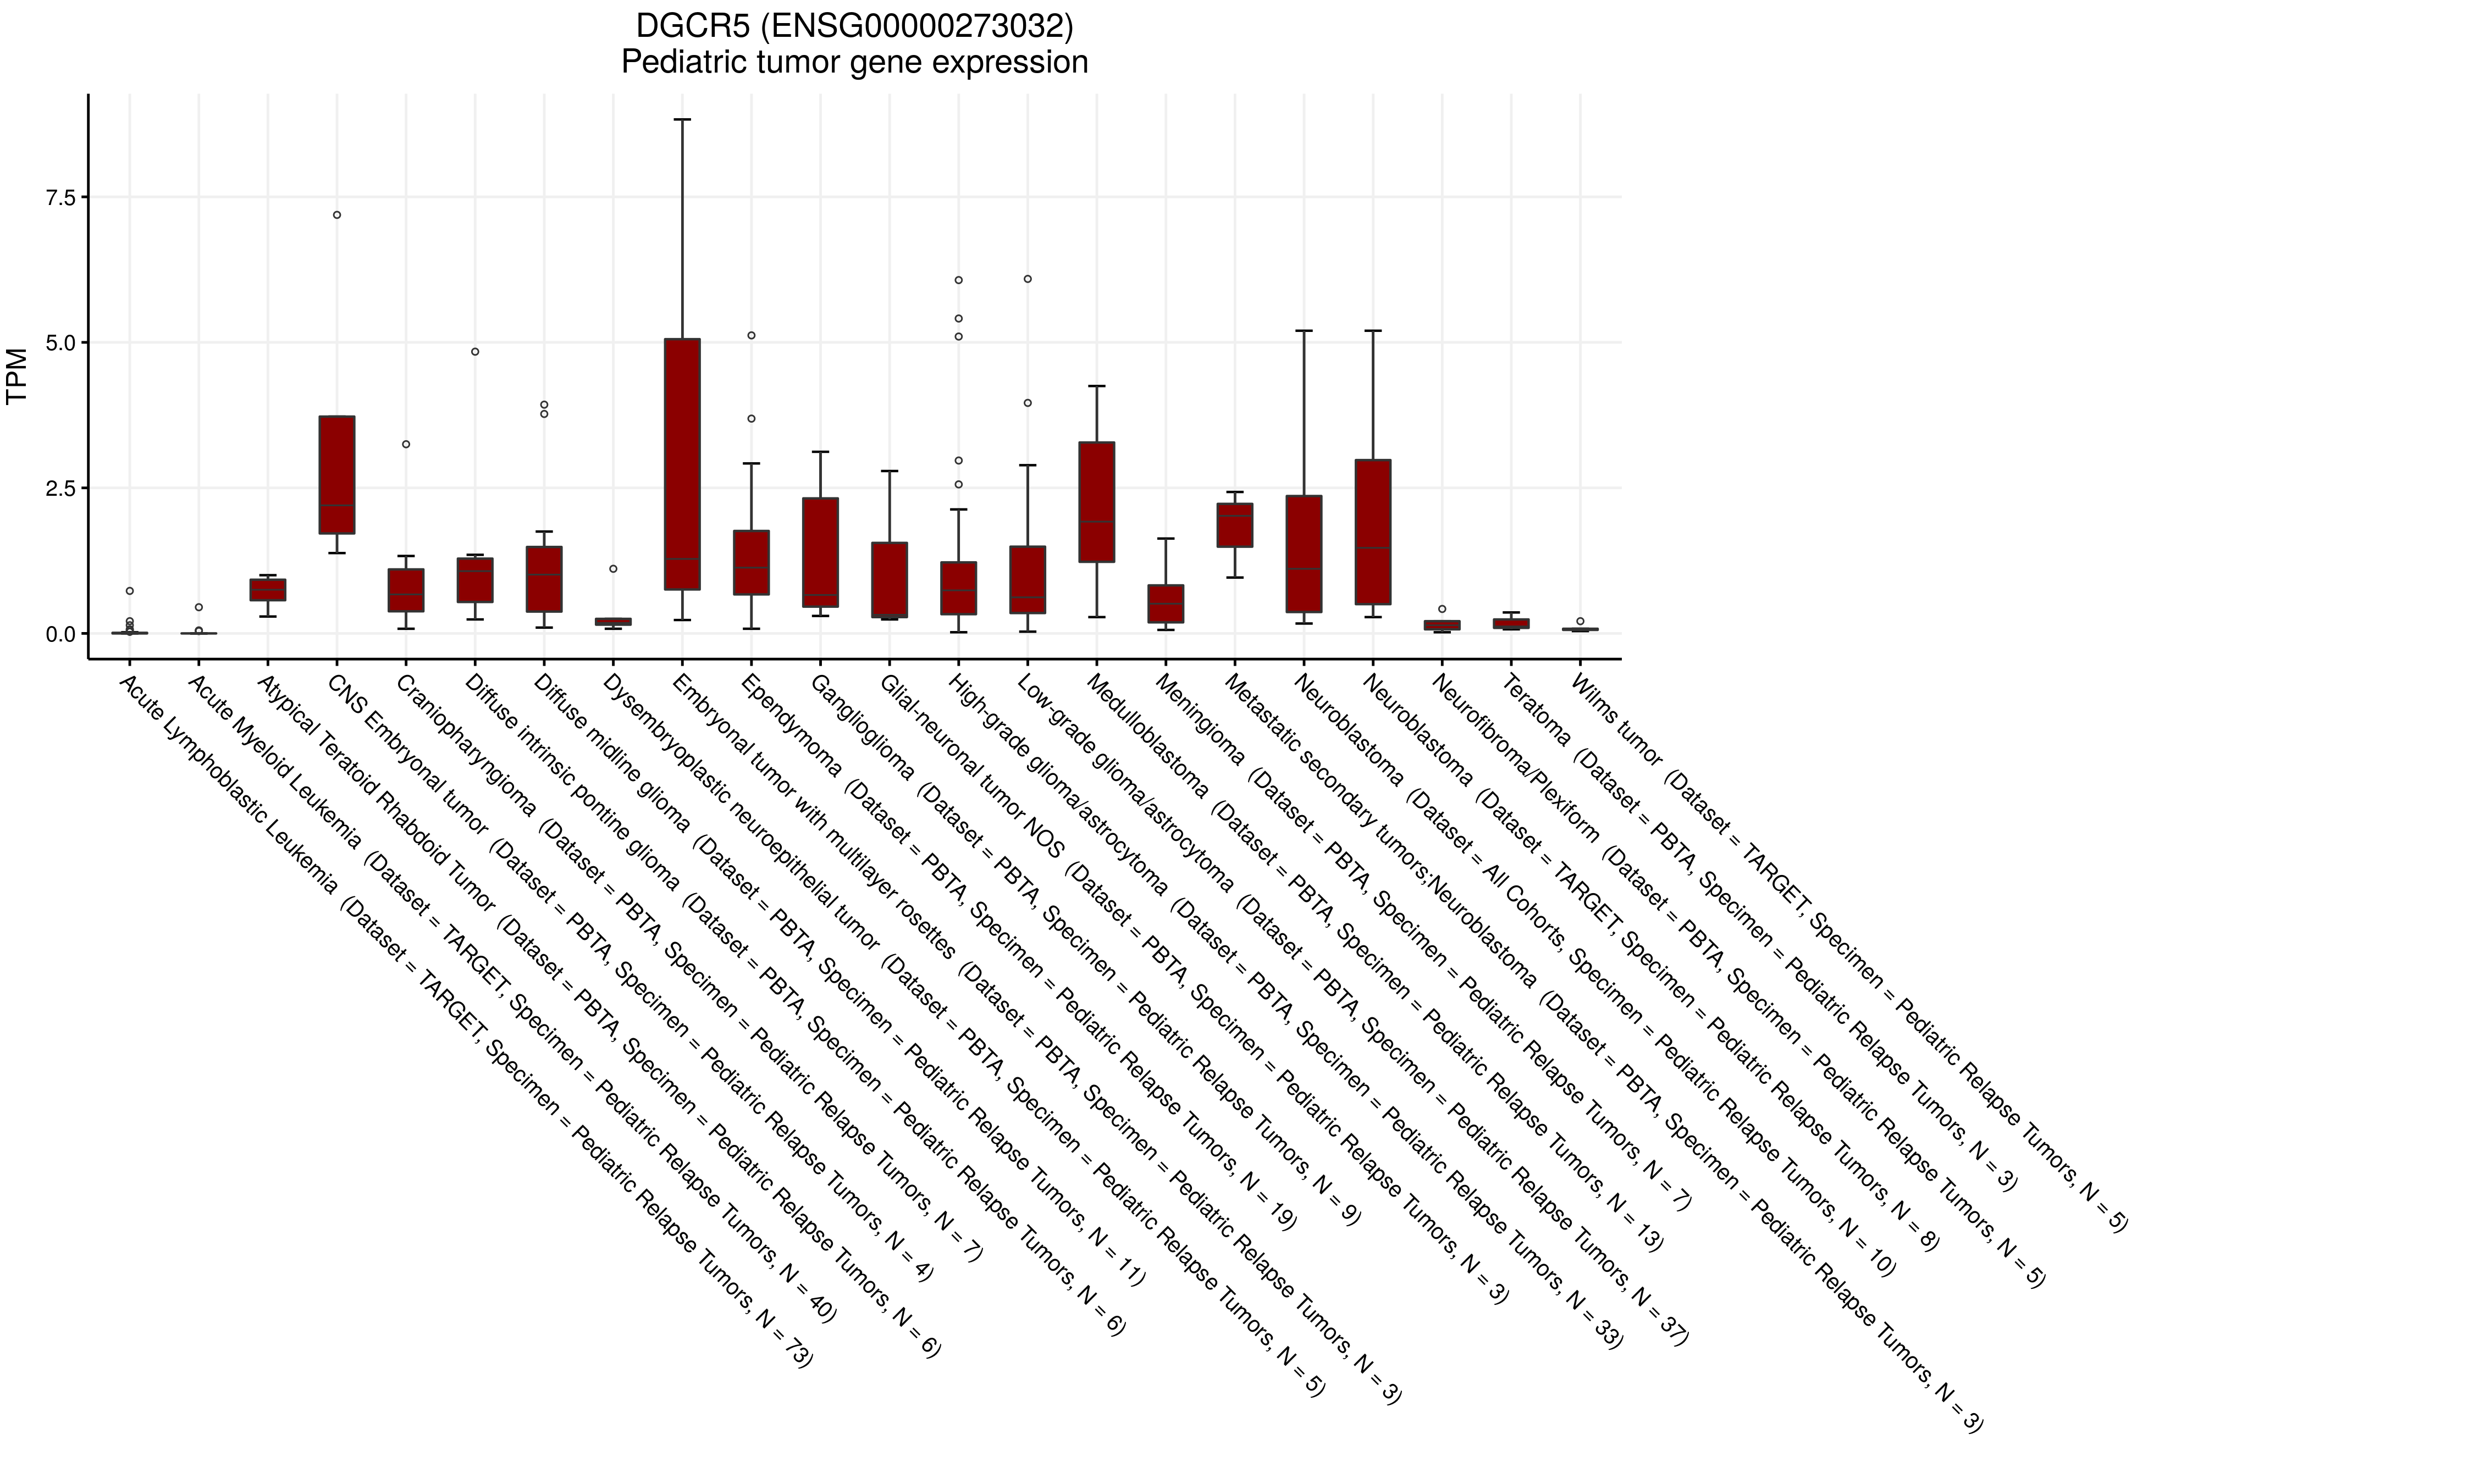 DGCR5 (ENSG00000273032)
Pediatric tumor gene expression
TPM
7.5
5.0
2.5
0.0
Acute Lymphoblastic Leukemia (Dataset = TARGET, Specimen = Pediatric Relapse Tumors, N = 73)
Acute Myeloid Leukemia (Dataset = TARGET, Specimen = Pediatric Relapse Tumors, N = 40)
Atypical Teratoid Rhabdoid Tumor (Dataset = PBTA, Specimen = Pediatric Relapse Tumors, N = 6)
CNS Embryonal tumor (Dataset = PBTA, Specimen = Pediatric Relapse Tumors, N = 4)
Craniopharyngioma (Dataset = PBTA, Specimen = Pediatric Relapse Tumors, N = 7)
Diffuse intrinsic pontine glioma (Dataset = PBTA, Specimen = Pediatric Relapse Tumors, N = 6)
Diffuse midline glioma (Dataset = PBTA, Specimen = Pediatric Relapse Tumors, N = 11)
Dysembryoplastic neuroepithelial tumor (Dataset = PBTA, Specimen = Pediatric Relapse Tumors, N = 5)
Embryonal tumor with multilayer rosettes (Dataset = PBTA, Specimen = Pediatric Relapse Tumors, N = 3)
Ependymoma (Dataset = PBTA, Specimen = Pediatric Relapse Tumors, N = 19)
Ganglioglioma (Dataset = PBTA, Specimen = Pediatric Relapse Tumors, N = 9)
Glial-neuronal tumor NOS (Dataset = PBTA, Specimen = Pediatric Relapse Tumors, N = 3)
High-grade glioma/astrocytoma (Dataset = PBTA, Specimen = Pediatric Relapse Tumors, N = 33)
Low-grade glioma/astrocytoma (Dataset = PBTA, Specimen = Pediatric Relapse Tumors, N = 37)
Medulloblastoma (Dataset = PBTA, Specimen = Pediatric Relapse Tumors, N = 13)
Meningioma (Dataset = PBTA, Specimen = Pediatric Relapse Tumors, N = 7)
Metastatic secondary tumors;Neuroblastoma (Dataset = PBTA, Specimen = Pediatric Relapse Tumors, N = 3)
Neuroblastoma (Dataset = All Cohorts, Specimen = Pediatric Relapse Tumors, N = 10)
Neuroblastoma (Dataset = TARGET, Specimen = Pediatric Relapse Tumors, N = 8)
Neurofibroma/Plexiform (Dataset = PBTA, Specimen = Pediatric Relapse Tumors, N = 5)
Teratoma (Dataset = PBTA, Specimen = Pediatric Relapse Tumors, N = 3)
Wilms tumor (Dataset = TARGET, Specimen = Pediatric Relapse Tumors, N = 5)